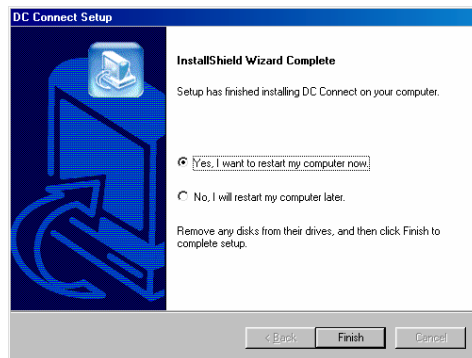 DC Connect Setup
InstallShield Wizard Complete
Setup has finished installing DC Connect on your computer.
Yes, I want to restart my computer now.
No, I will restart my computer later.
Remove any disks from their drives, and then click Finish to
complete setup.
< Back
Finish
Cancel